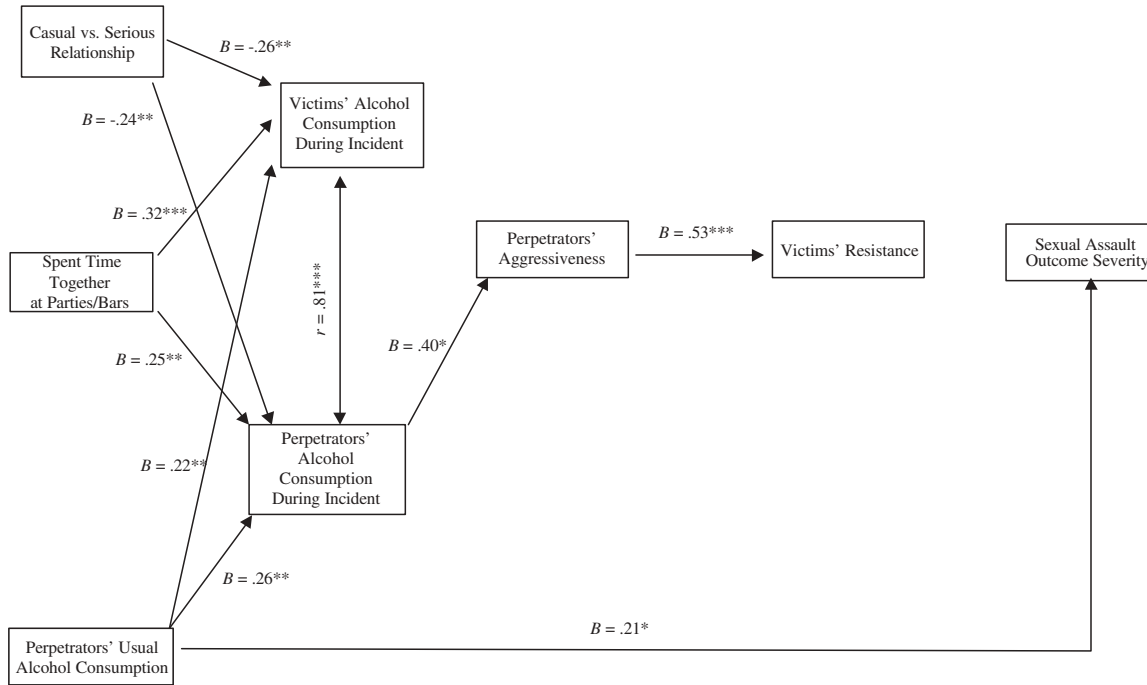 Casual vs. Serious
Relationship
B = -.26**
Victims' Alcohol
Consumption
During Incident
B = -.24**
B = .32***
Spent Time
Together
at Parties/Bars
r = .81***
Perpetrators'
Aggressiveness
B = .53***
Victims' Resistance
Sexual Assault
Outcome Severity
B = .25**
B = .40*
Perpetrators'
Alcohol
Consumption
During Incident
B = .22**
B = .26**
Perpetrators' Usual
Alcohol Consumption
B = .21*